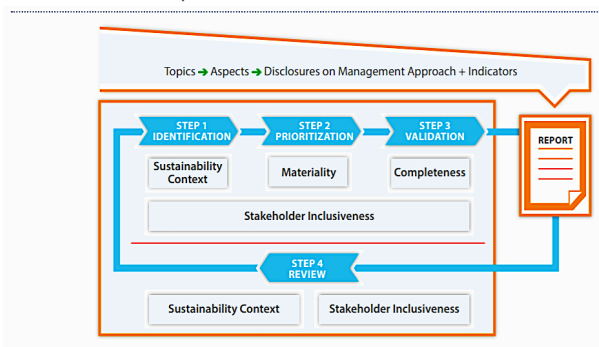 Topics → Aspects → Disclosures on Management Approach + Indicators
STEP 1
IDENTIFICATION
STEP 2
PRIORITIZATION
STEP 3
VALIDATION
REPORT
Sustainability
Context
Materiality
Completeness
Stakeholder Inclusiveness
STEP 4
REVIEW
Sustainability Context
Stakeholder Inclusiveness